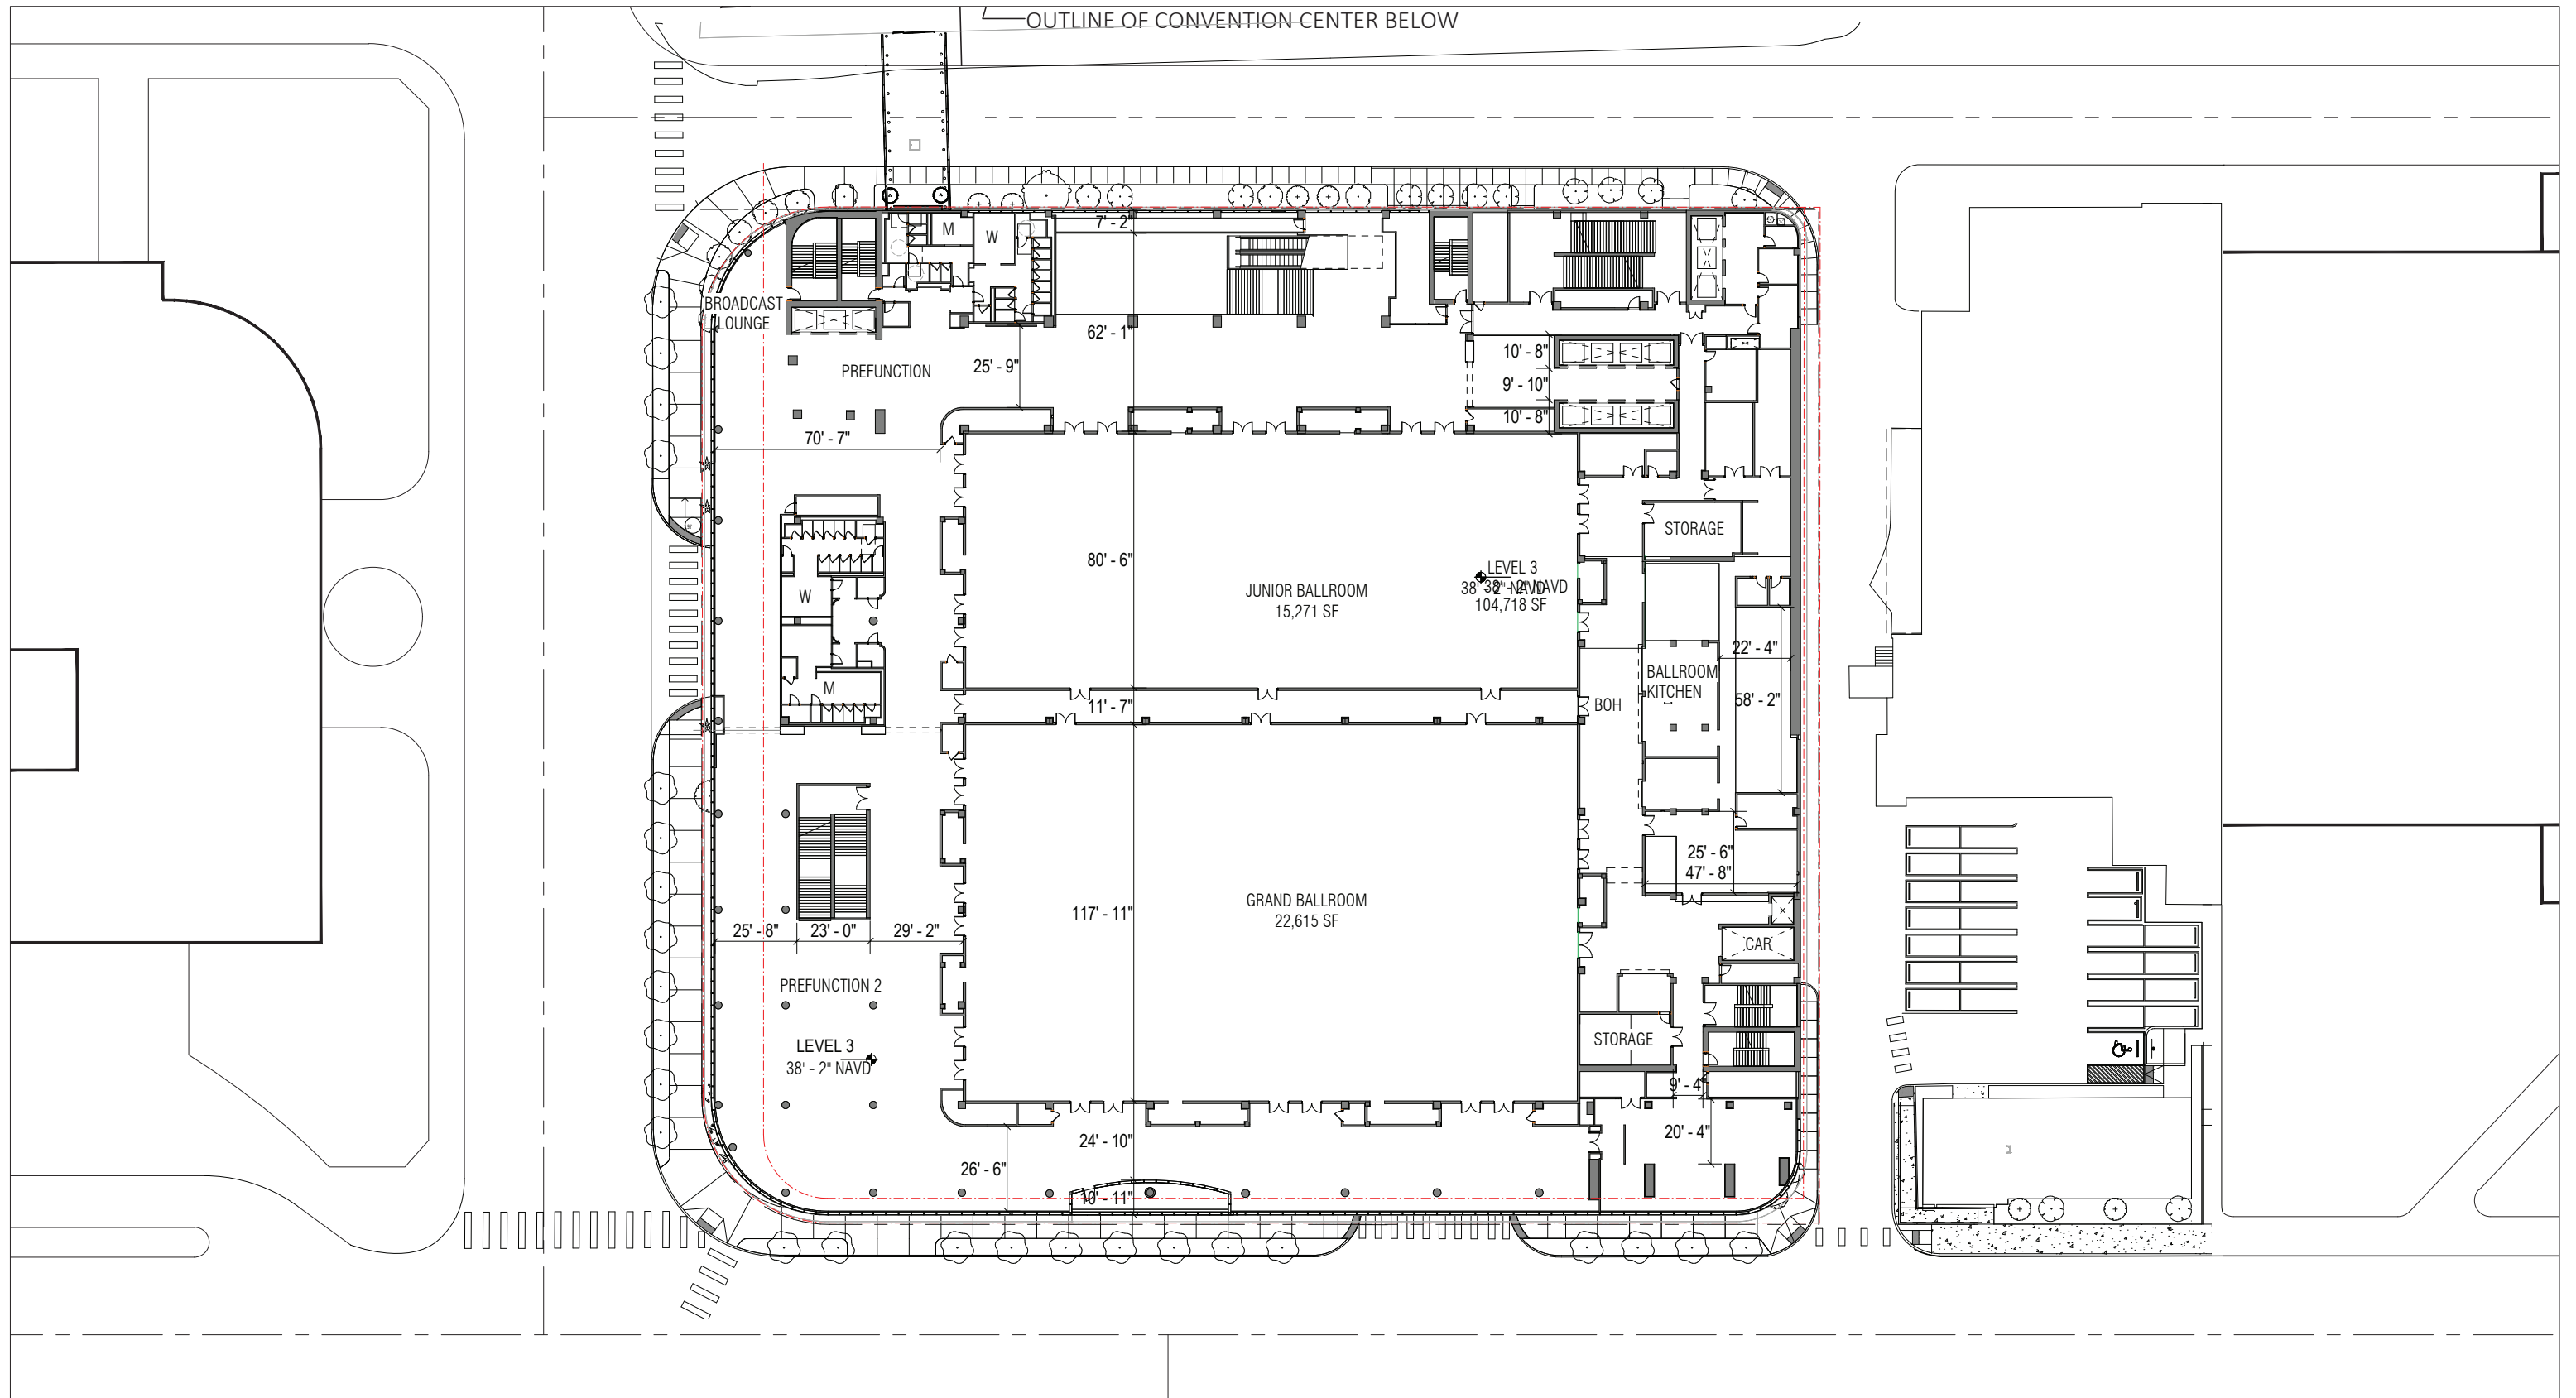 OUTLINE OF CONVENTION CENTER BELOW
7' - 2"
M
W
BROADCAST
LOUNGE
62' - 1"
10' - 8"
PREFUNCTION
25' - 9"
9' - 10"
10' - 8"
70' - 7"
STORAGE
80' - 6"
LEVEL 3
38' - 2" NAVD
JUNIOR BALLROOM
15,271 SF
104,718 SF
W
22' - 4"
BALLROOM
KITCHEN
M
58' - 2"
11' - 7"
BOH
25' - 6"
47' - 8"
GRAND BALLROOM
22,615 SF
117' - 11"
25' - 8"
23' - 0"
29' - 2"
CAR
PREFUNCTION 2
STORAGE
LEVEL 3
38' - 2" NAVD
9' - 4"
24' - 10"
20' - 4"
26' - 6"
10' - 11"